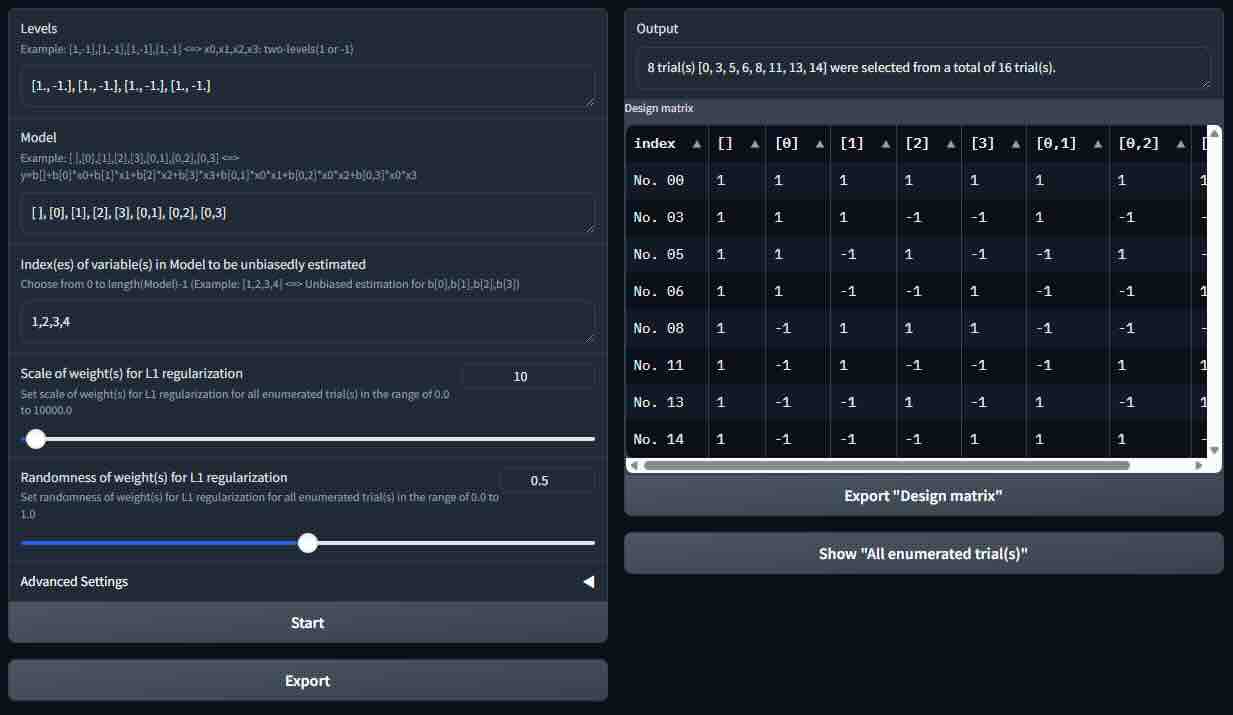 Levels
Example: [1,-1],[1,-1],[1,-1],[1,-1] <=> x0,x1,x2,x3: two-levels(1 or -1)
[1., -1.], [1., -1.], [1., -1.], [1., -1.]
Model
Example: [ ],[0],[1],[2],[3],[0,1],[0,2],[0,3] <=>
y=b[]+b[0]*x0+b[1]*x1+b[2]*x2+b[3]*x3+b[0,1]*x0*x1+b[0,2]*x0*x2+b[0,3]*x0*x3
[ ], [0], [1], [2], [3], [0,1], [0,2], [0,3]
Index(es) of variable(s) in Model to be unbiasedly estimated
Choose from 0 to length(Model)-1 (Example: [1,2,3,4] <=> Unbiased estimation for b[0],b[1],b[2],b[3])
1,2,3,4
Scale of weight(s) for L1 regularization
10
Set scale of weight(s) for L1 regularization for all enumerated trial(s) in the range of 0.0
to 10000.0
Randomness of weight(s) for L1 regularization
0.5
Set randomness of weight(s) for L1 regularization for all enumerated trial(s) in the range of 0.0 to
1.0
Advanced Settings
Start
Export
Output
8 trial(s) [0, 3, 5, 6, 8, 11, 13, 14] were selected from a total of 16 trial(s).
Design matrix
index [] [0] [1] [2] [3] [0,1] [0,2] [
No. 00 1 1 1 1 1 1 1 1
No. 03 1 1 1 -1 -1 1 -1 -
No. 05 1 1 -1 1 -1 -1 1 -
No. 06 1 1 -1 -1 1 -1 -1 1
No. 08 1 -1 1 1 1 -1 -1 -
No. 11 1 -1 1 -1 -1 -1 1 1
No. 13 1 -1 -1 1 -1 1 -1 1
No. 14 1 -1 -1 -1 1 1 1 -
Export "Design matrix"
Show "All enumerated trial(s)"